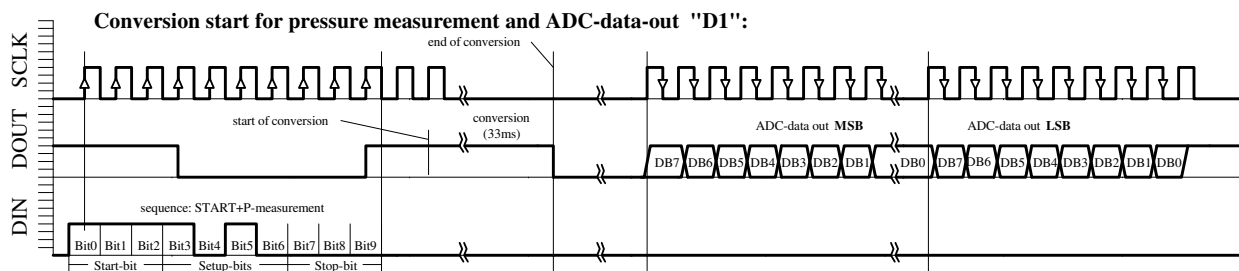 Conversion start for pressure measurement and ADC-data-out "D1":
end of conversion
SCLK
start of conversion
conversion
(33ms)
ADC-data out MSB
ADC-data out LSB
DOUT
DB7 DB6 DB5 DB4 DB3 DB2 DB1 DB0 DB7 DB6 DB5 DB4 DB3 DB2 DB1 DB0
sequence: START+P-measurement
DIN
Bit0 Bit1 Bit2 Bit3 Bit4 Bit5 Bit6 Bit7 Bit8 Bit9
Start-bit Setup-bits Stop-bit